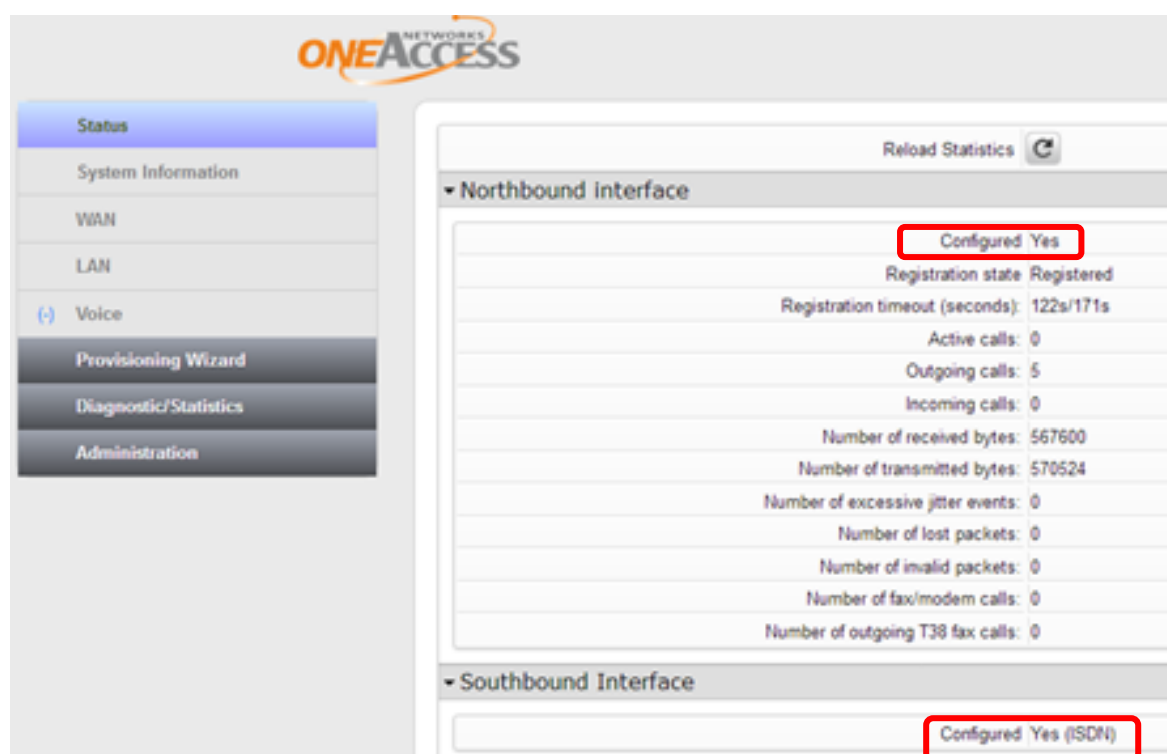 NETWORKS
ONEACCESS
Status
System Information
WAN
LAN
(-) Voice
Provisioning Wizard
Diagnostic/Statistics
Administration
Reload Statistics
Northbound interface
Configured Yes
Registration state Registered
Registration timeout (seconds): 122s/171s
Active calls: 0
Outgoing calls: 5
Incoming calls: 0
Number of received bytes: 567600
Number of transmitted bytes: 570524
Number of excessive jitter events: 0
Number of lost packets: 0
Number of invalid packets: 0
Number of fax/modem calls: 0
Number of outgoing T38 fax calls: 0
Southbound Interface
Configured Yes (ISDN)